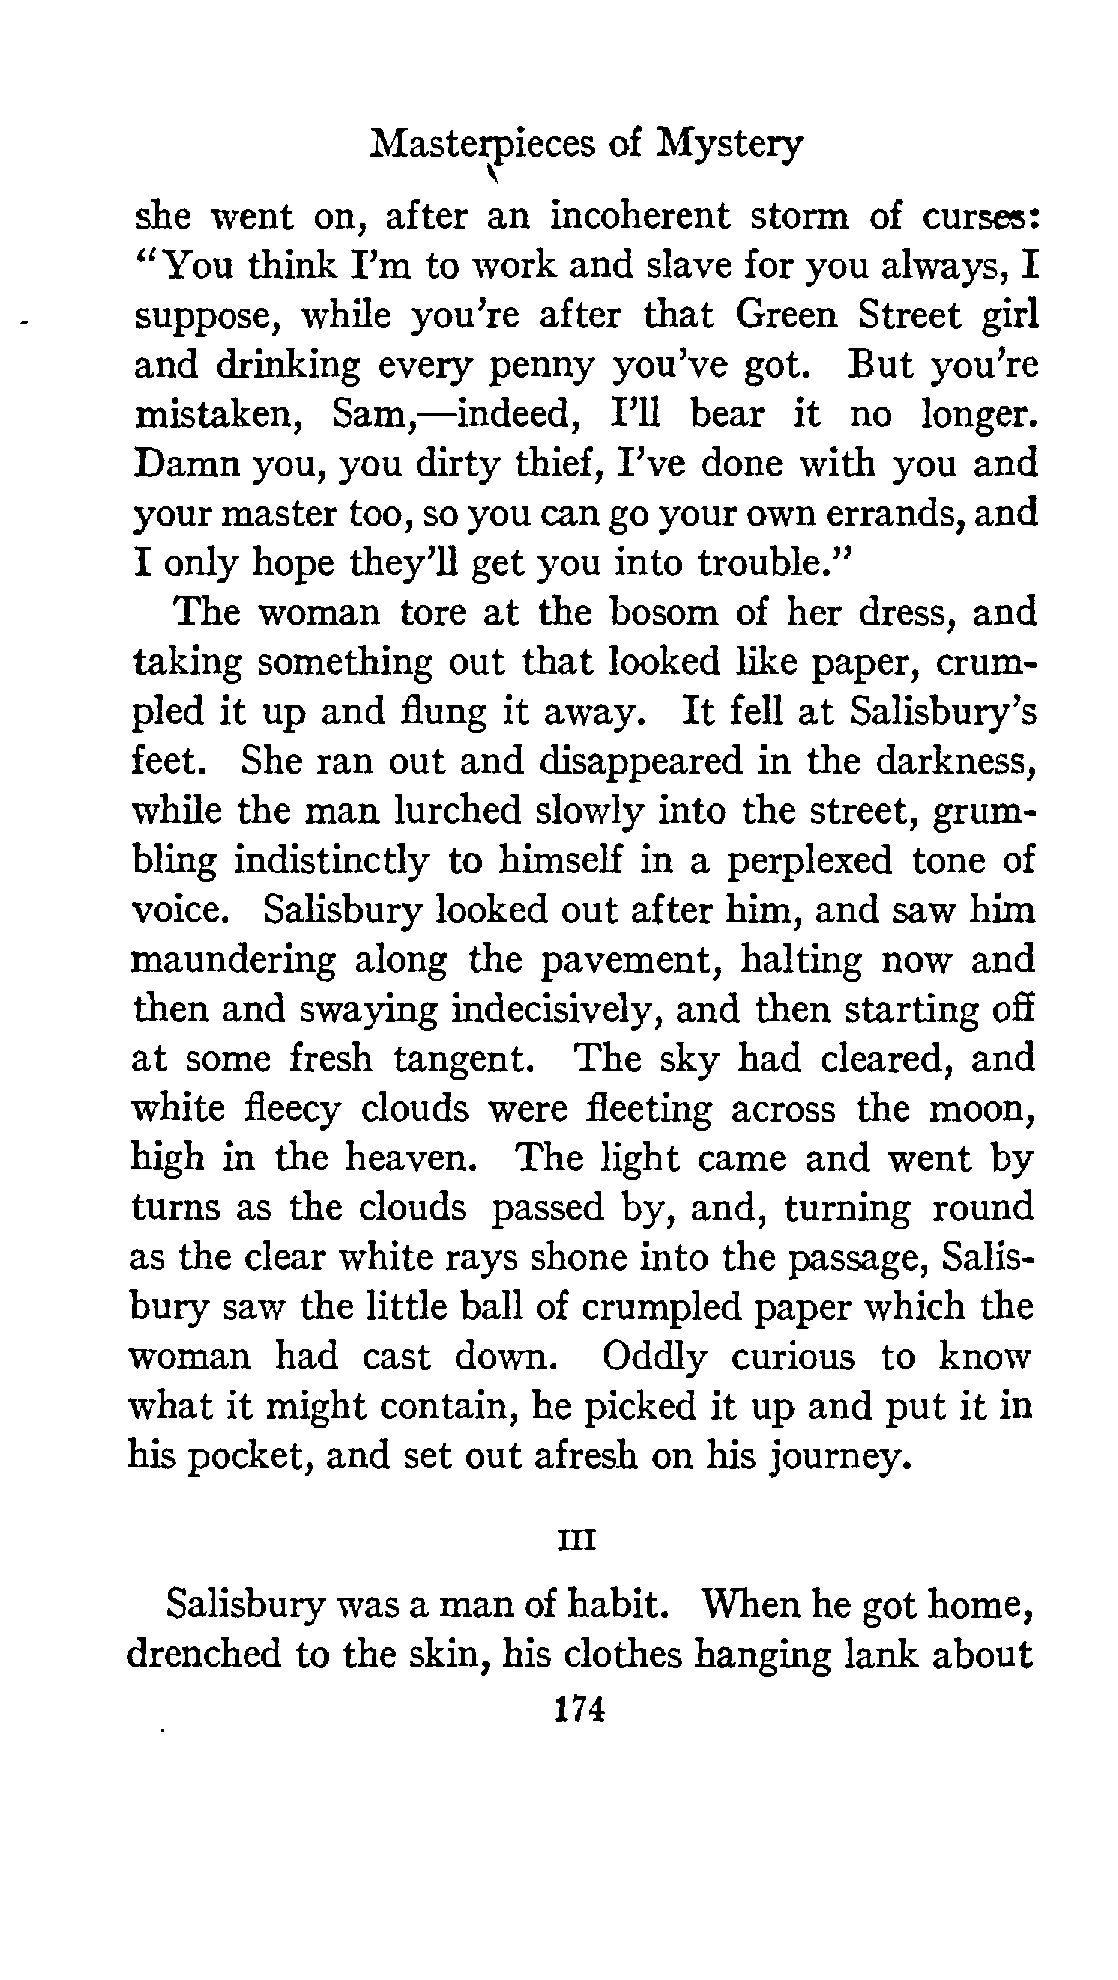 Masterpieces of Mystery
she went on, after an incoherent storm of curses:
“You think I’m to work and slave for you always, I
suppose, while you’re after that Green Street girl
and drinking every penny you’ve got. But you’re
mistaken, Sam,—indeed, I’ll bear it no longer.
Damn you, you dirty thief, I’ve done with you and
your master too, so you can go your own errands, and
I only hope they’ll get you into trouble.”
The woman tore at the bosom of her dress, and
taking something out that looked like paper, crum-
pled it up and flung it away. It fell at Salisbury’s
feet. She ran out and disappeared in the darkness,
while the man lurched slowly into the street, grum-
bling indistinctly to himself in a perplexed tone of
voice. Salisbury looked out after him, and saw him
maundering along the pavement, halting now and
then and swaying indecisively, and then starting off
at some fresh tangent. The sky had cleared, and
white fleecy clouds were fleeting across the moon,
high in the heaven. The light came and went by
turns as the clouds passed by, and, turning round
as the clear white rays shone into the passage, Salis-
bury saw the little ball of crumpled paper which the
woman had cast down. Oddly curious to know
what it might contain, he picked it up and put it in
his pocket, and set out afresh on his journey.
III
Salisbury was a man of habit. When he got home,
drenched to the skin, his clothes hanging lank about
174